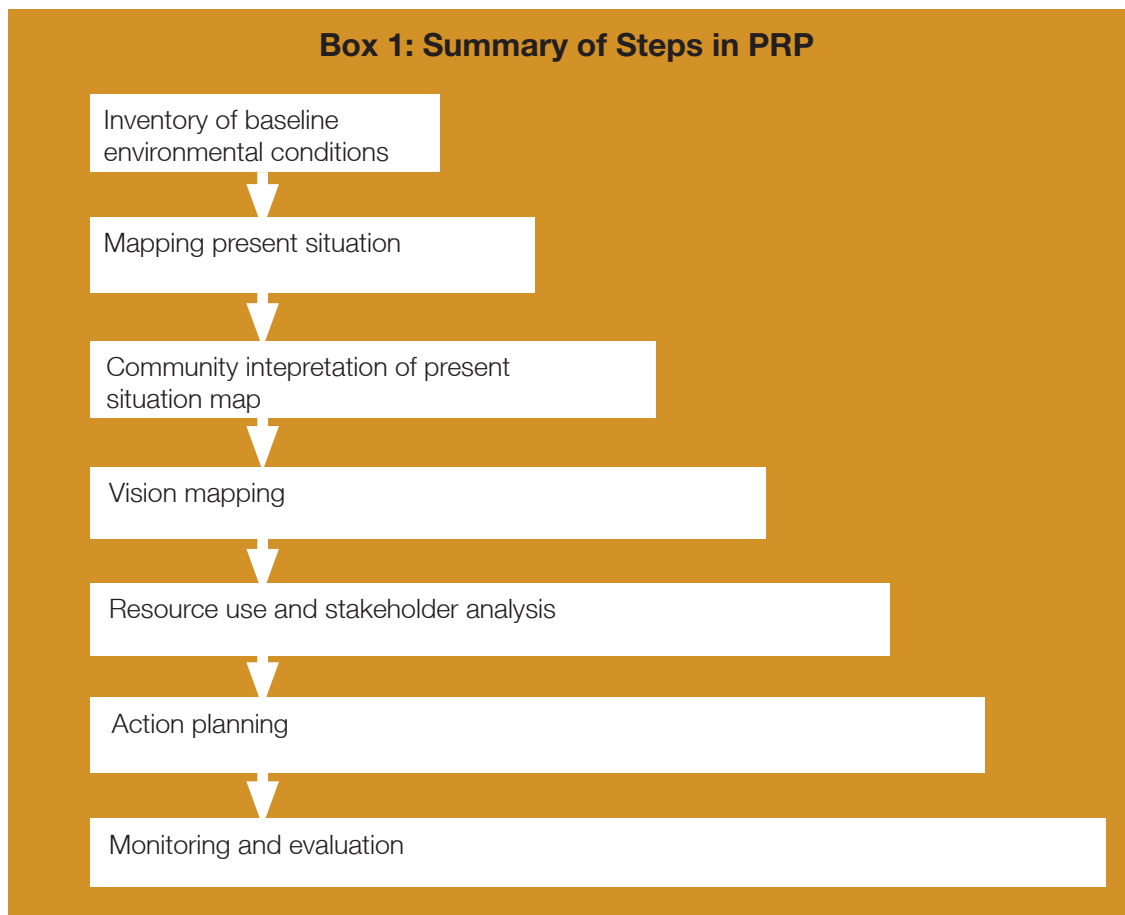 Box 1: Summary of Steps in PRP
Inventory of baseline
environmental conditions
Mapping present situation
Community intepretation of present
situation map
Vision mapping
Resource use and stakeholder analysis
Action planning
Monitoring and evaluation